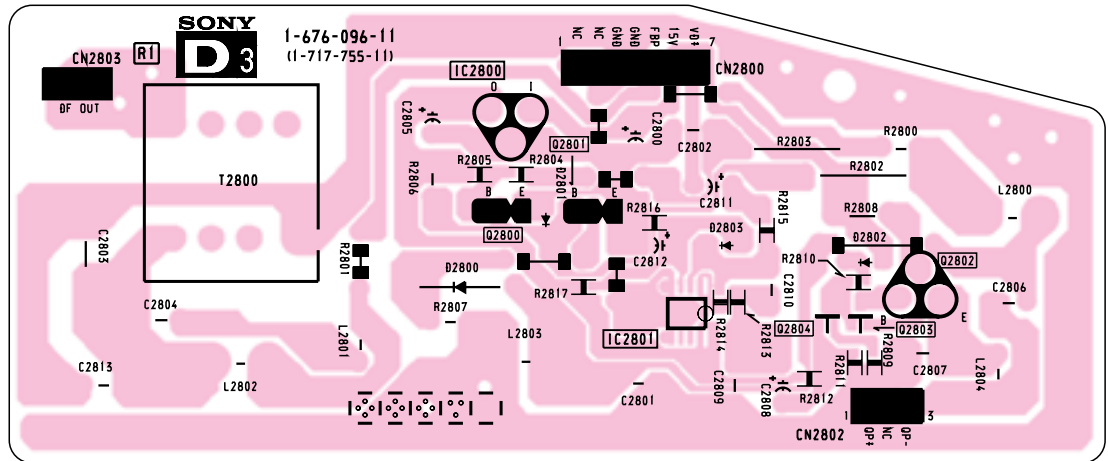 SONY
D 3
1-676-096-11
(1-717-755-11)
R1
CN2803
DF OUT
1 NC NC GND GND FBP 15V VD+ 7
CN2800
IC2800
O I
C2805
Q2801
C2800
C2802
R2803
R2800
R2805
R2804
D2801
R2806
B E
B E
C2811
R2802
T2800
R2816
R2815
R2808
L2800
Q2800
C2812
D2803
D2802
C2803
R2801
R2810
Q2802
D2800
R2817
C2810
C2806
C2804
R2807
IC2801
R2814
R2813
Q2804
B
Q2803
E
L2801
L2803
R2811
R2809
C2807
L2804
C2813
L2802
C2801
C2809
C2808
R2812
1 3
CN2802
QP+ NC QP-